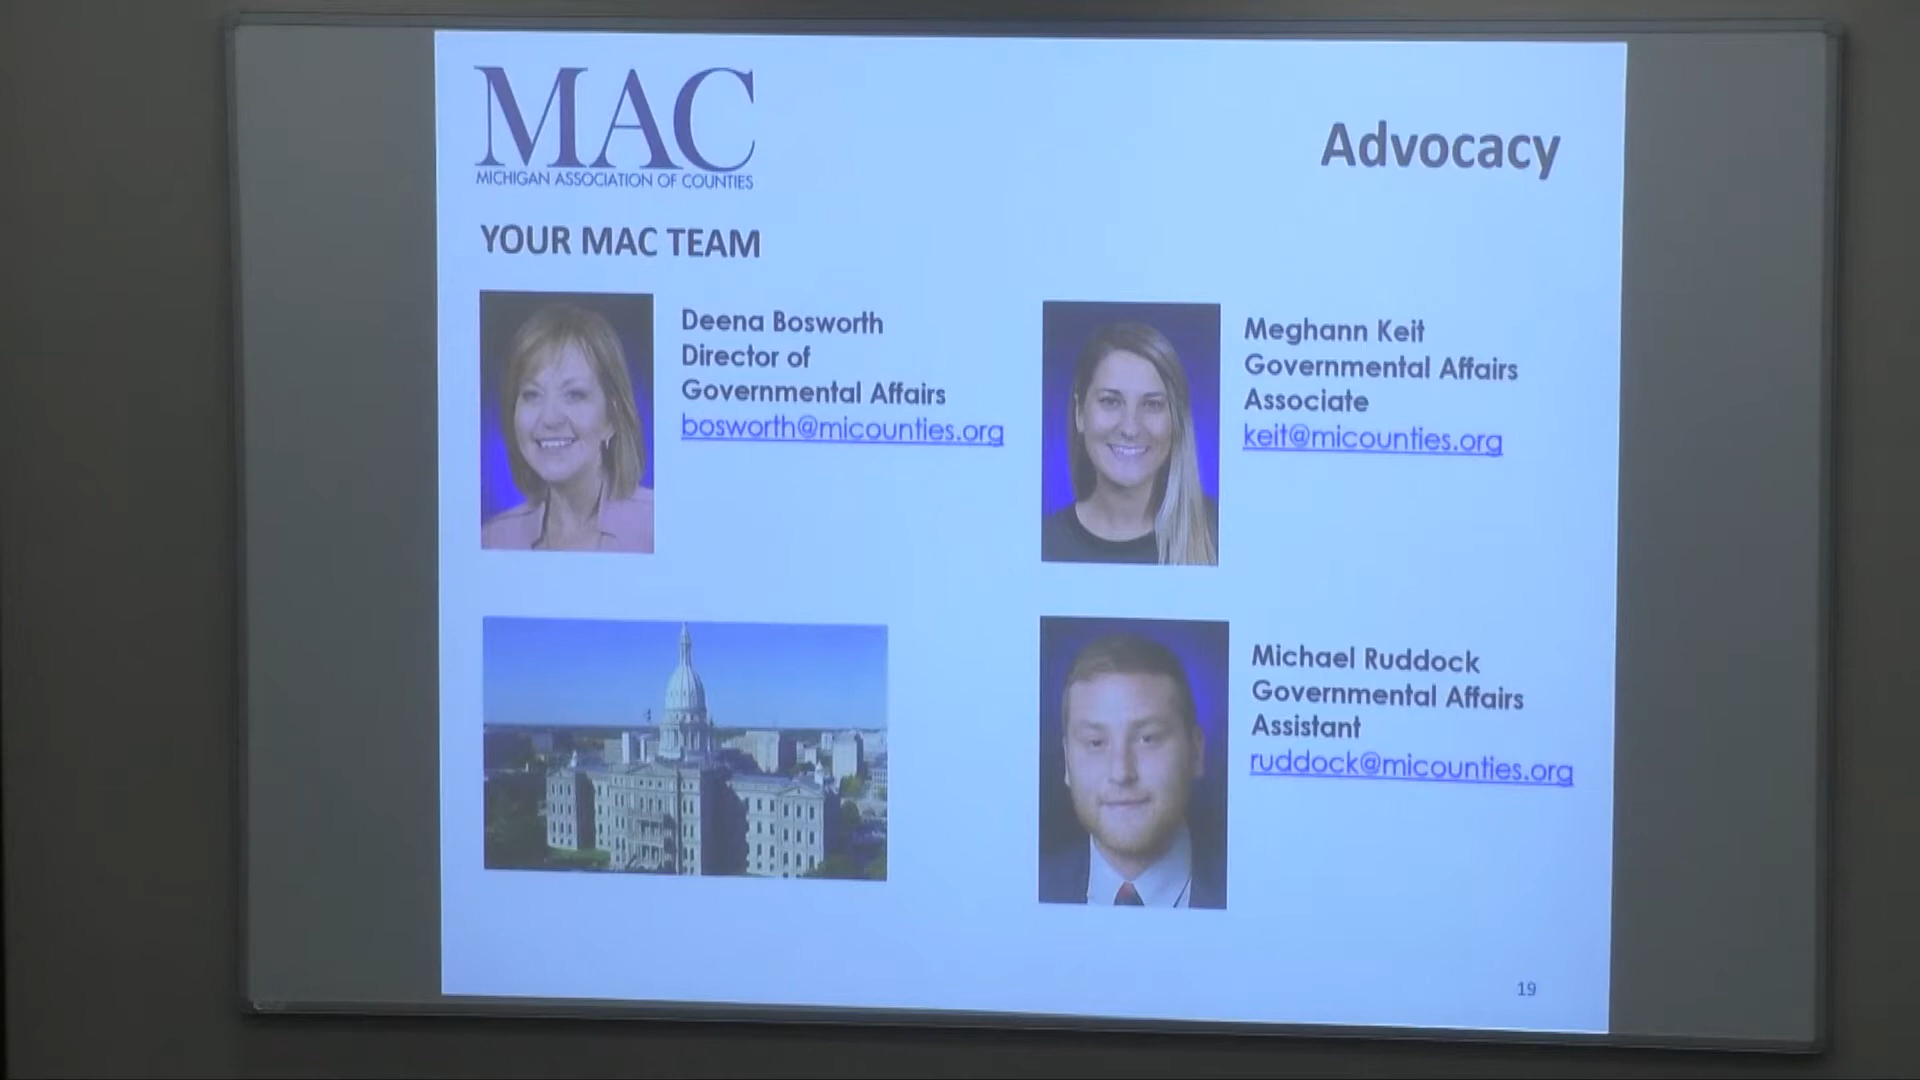 MAC
MICHIGAN ASSOCIATION OF COUNTIES
Advocacy
YOUR MAC TEAM
Deena Bosworth
Director of
Governmental Affairs
bosworth@micounties.org
Meghann Keit
Governmental Affairs
Associate
keit@micounties.org
Michael Ruddock
Governmental Affairs
Assistant
ruddock@micounties.org
19